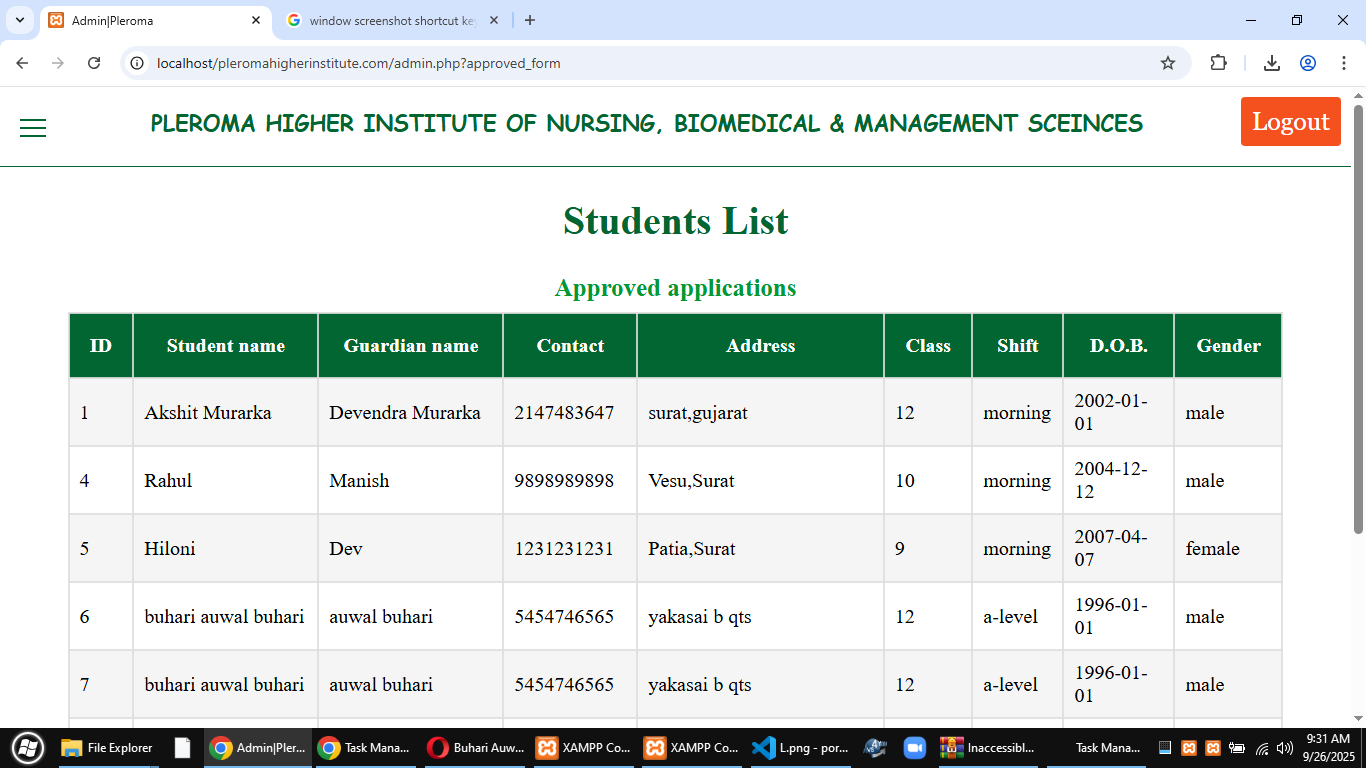 Admin|Pleroma
window screenshot shortcut ke
localhost/pleromahigherinstitute.com/admin.php?approved_form
PLEROMA HIGHER INSTITUTE OF NURSING, BIOMEDICAL & MANAGEMENT SCEINCES
Logout
Students List
Approved applications
ID Student name Guardian name Contact Address Class Shift D.O.B. Gender
1 Akshit Murarka Devendra Murarka 2147483647 surat,gujarat 12 morning 2002-01-01 male
4 Rahul Manish 9898989898 Vesu,Surat 10 morning 2004-12-12 male
5 Hiloni Dev 1231231231 Patia,Surat 9 morning 2007-04-07 female
6 buhari auwal buhari auwal buhari 5454746565 yakasai b qts 12 a-level 1996-01-01 male
7 buhari auwal buhari auwal buhari 5454746565 yakasai b qts 12 a-level 1996-01-01 male
File Explorer Admin|Pler... Task Mana... Buhari Auw... XAMPP Co... XAMPP Co... L.png - por... Inaccessibl... Task Mana... 9:31 AM
9/26/2025